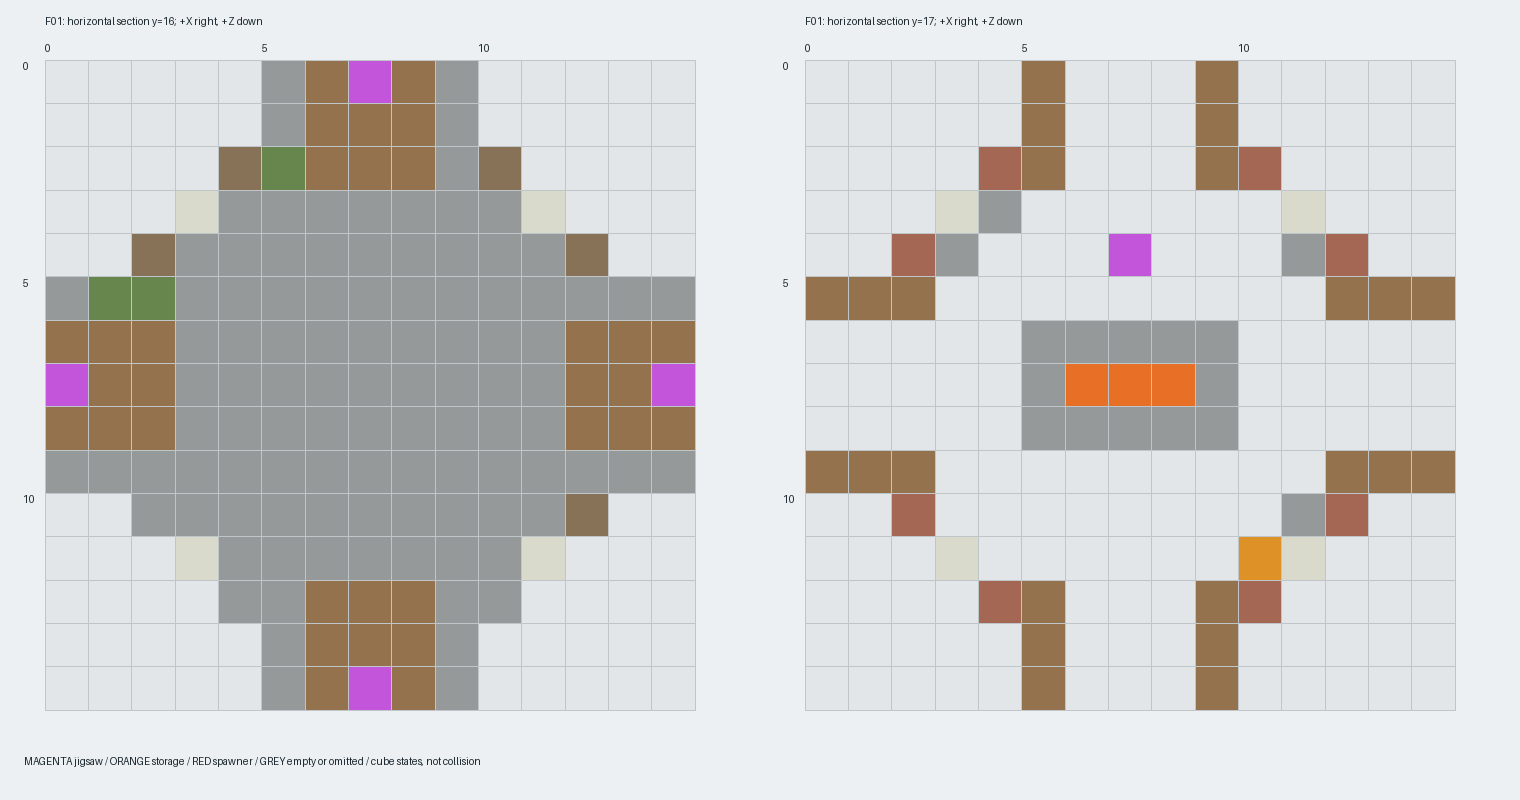 F01: horizontal section y=16; +X right, +Z down
F01: horizontal section y=17; +X right, +Z down
0 5 10
0 5 10
0
0
5
5
10
10
MAGENTA jigsaw / ORANGE storage / RED spawner / GREY empty or omitted / cube states, not collision